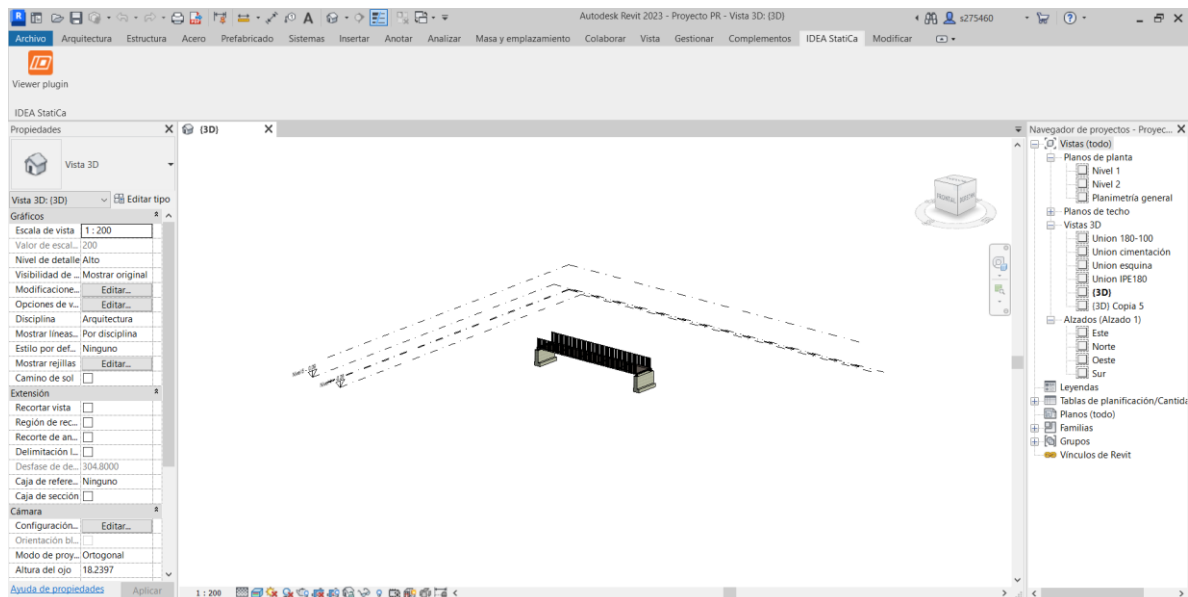 Autodesk Revit 2023 - Proyecto PR - Vista 3D: {3D}
s275460
Archivo Arquitectura Estructura Acero Prefabricado Sistemas Insertar Anotar Analizar Masa y emplazamiento Colaborar Vista Gestionar Complementos IDEA StatiCa Modificar
Viewer plugin
IDEA StatiCa
Propiedades
Vista 3D
Vista 3D: {3D}
Editar tipo
Gráficos
Escala de vista 1 : 200
Valor de escal... 200
Nivel de detalle Alto
Visibilidad de ... Mostrar original
Modificacione... Editar...
Opciones de v... Editar...
Disciplina Arquitectura
Mostrar líneas... Por disciplina
Estilo por def... Ninguno
Mostrar rejillas Editar...
Camino de sol
Extensión
Recortar vista
Región de rec...
Recorte de an...
Delimitación l...
Desfase de de... 304.8000
Caja de refere... Ninguno
Caja de sección
Cámara
Configuración... Editar...
Orientación bl...
Modo de proy... Ortogonal
Altura del ojo 18.2397
Ayuda de propiedades Aplicar
{3D}
1 : 200
Navegador de proyectos - Proyec...
Vistas (todo)
Planos de planta
Nivel 1
Nivel 2
Planimetría general
Planos de techo
Vistas 3D
Union 180-100
Union cimentación
Union esquina
Union IPE180
{3D}
{3D} Copia 5
Alzados (Alzado 1)
Este
Norte
Oeste
Sur
Leyendas
Tablas de planificación/Cantida
Planos (todo)
Familias
Grupos
Vínculos de Revit